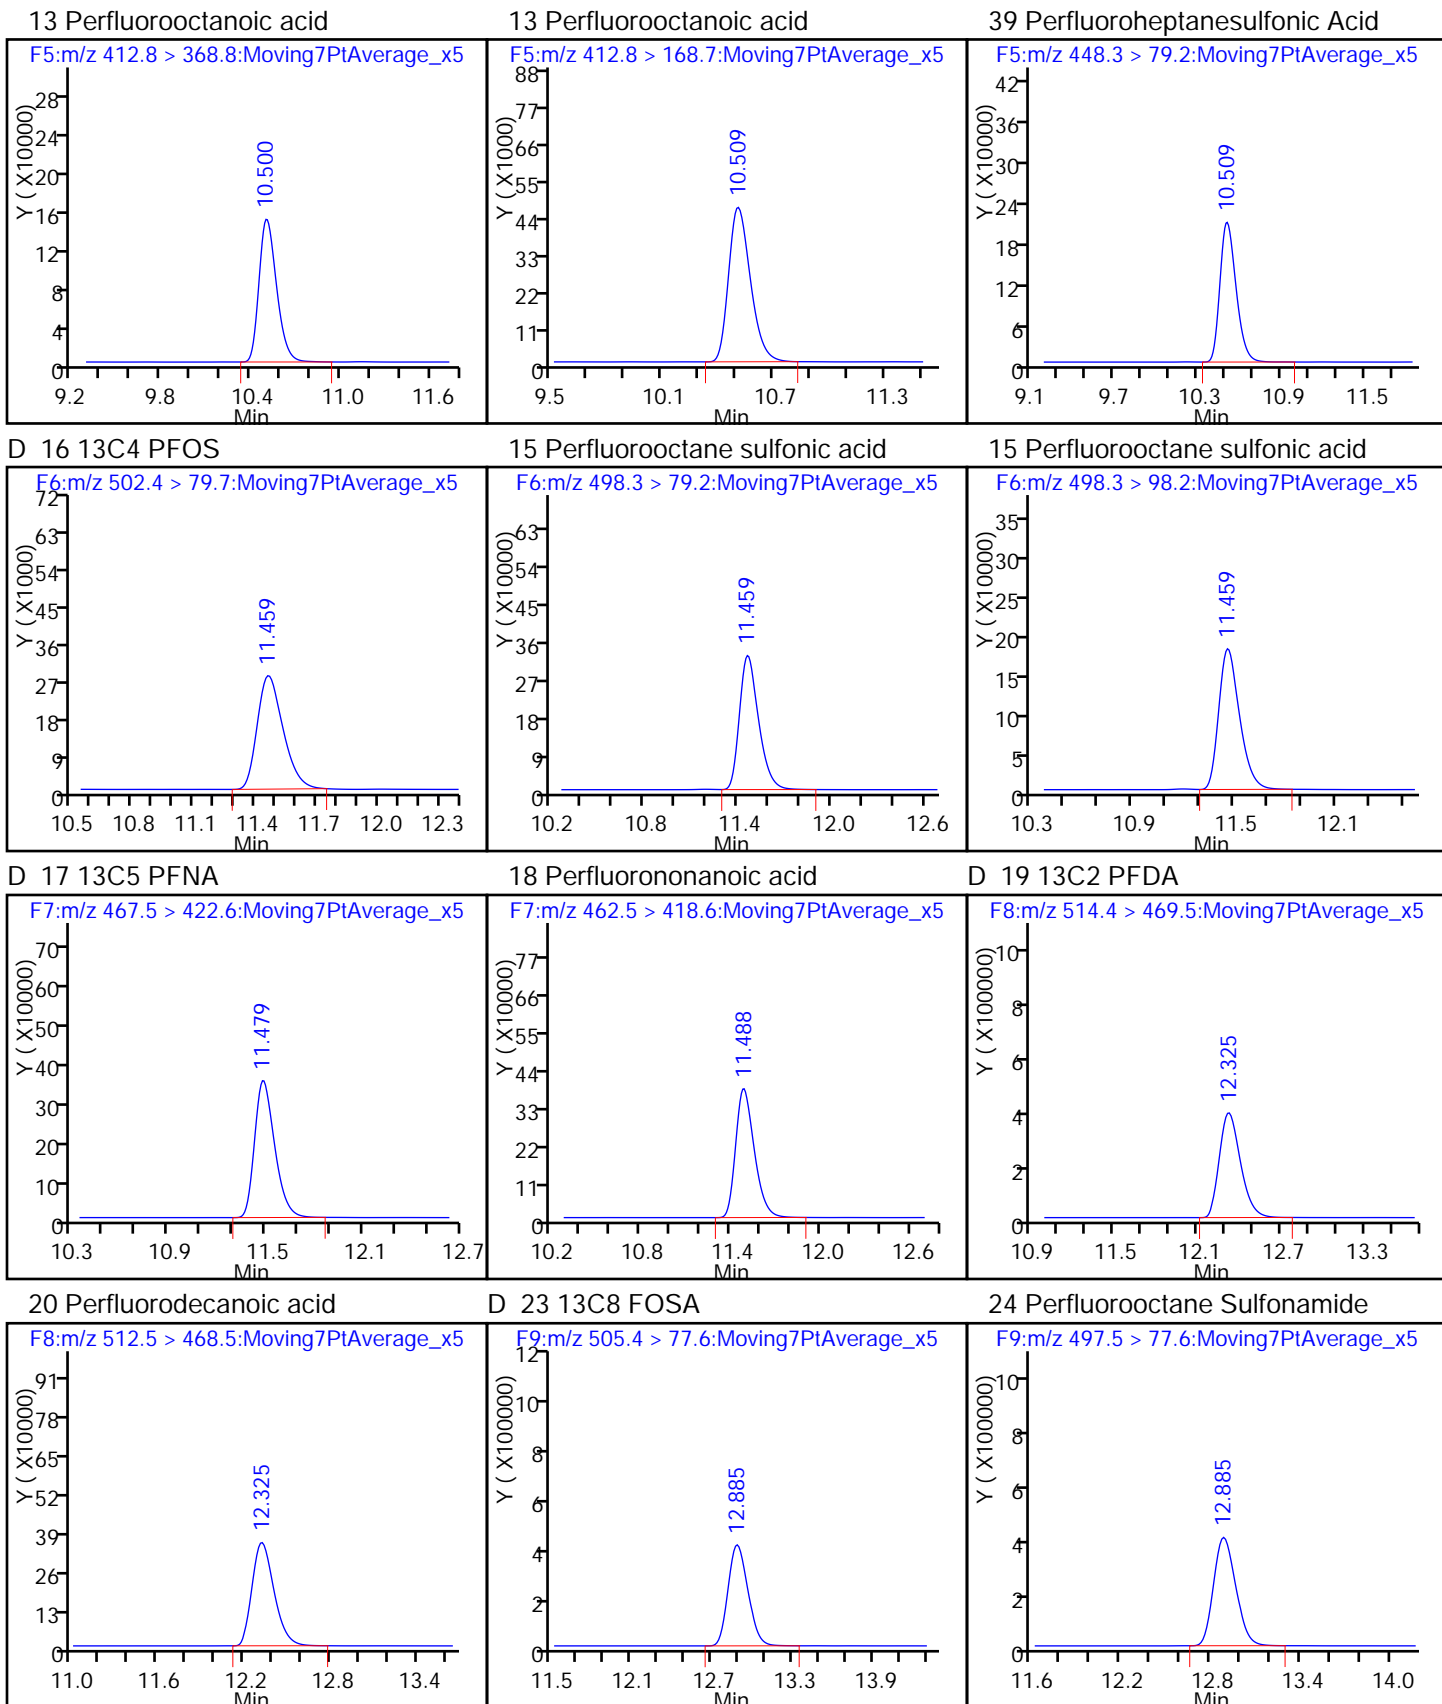 13 Perfluorooctanoic acid
F5:m/z 412.8 > 368.8:Moving7PtAverage_x5
Y ( X10000)
28
24
20
16
12
8
4
0
10.500
9.2 9.8 10.4 11.0 11.6
Min
13 Perfluorooctanoic acid
F5:m/z 412.8 > 168.7:Moving7PtAverage_x5
Y ( X1000)
88
77
66
55
44
33
22
11
0
10.509
9.5 10.1 10.7 11.3
Min
39 Perfluoroheptanesulfonic Acid
F5:m/z 448.3 > 79.2:Moving7PtAverage_x5
Y ( X10000)
42
36
30
24
18
12
6
0
10.509
9.1 9.7 10.3 10.9 11.5
Min
D 16 13C4 PFOS
F6:m/z 502.4 > 79.7:Moving7PtAverage_x5
Y ( X10000)
72
63
54
45
36
27
18
9
0
11.459
10.5 10.8 11.1 11.4 11.7 12.0 12.3
Min
15 Perfluorooctane sulfonic acid
F6:m/z 498.3 > 79.2:Moving7PtAverage_x5
Y ( X10000)
63
54
45
36
27
18
9
0
11.459
10.2 10.8 11.4 12.0 12.6
Min
15 Perfluorooctane sulfonic acid
F6:m/z 498.3 > 98.2:Moving7PtAverage_x5
Y ( X10000)
35
30
25
20
15
10
5
0
11.459
10.3 10.9 11.5 12.1
Min
D 17 13C5 PFNA
F7:m/z 467.5 > 422.6:Moving7PtAverage_x5
Y ( X10000)
70
60
50
40
30
20
10
0
11.479
10.3 10.9 11.5 12.1 12.7
Min
18 Perfluorononanoic acid
F7:m/z 462.5 > 418.6:Moving7PtAverage_x5
Y ( X10000)
77
66
55
44
33
22
11
0
11.488
10.2 10.8 11.4 12.0 12.6
Min
D 19 13C2 PFDA
F8:m/z 514.4 > 469.5:Moving7PtAverage_x5
Y ( X100000)
10
8
6
4
2
0
12.325
10.9 11.5 12.1 12.7 13.3
Min
20 Perfluorodecanoic acid
F8:m/z 512.5 > 468.5:Moving7PtAverage_x5
Y ( X10000)
91
78
65
52
39
26
13
0
12.325
11.0 11.6 12.2 12.8 13.4
Min
D 23 13C8 FOSA
F9:m/z 505.4 > 77.6:Moving7PtAverage_x5
Y ( X100000)
12
10
8
6
4
2
0
12.885
11.5 12.1 12.7 13.3 13.9
Min
24 Perfluorooctane Sulfonamide
F9:m/z 497.5 > 77.6:Moving7PtAverage_x5
Y ( X100000)
10
8
6
4
2
0
12.885
11.6 12.2 12.8 13.4 14.0
Min